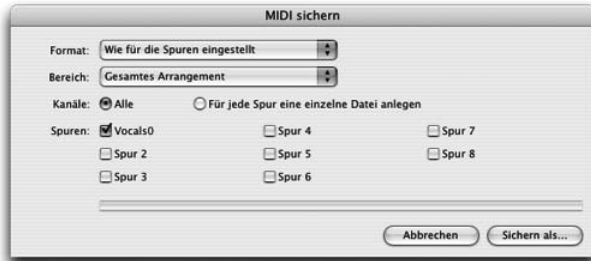 MIDI sichern
Format: Wie für die Spuren eingestellt
Bereich: Gesamtes Arrangement
Kanäle: Alle Für jede Spur eine einzelne Datei anlegen
Spuren: Vocals0 Spur 4 Spur 7
Spur 2 Spur 5 Spur 8
Spur 3 Spur 6
Abbrechen Sichern als...